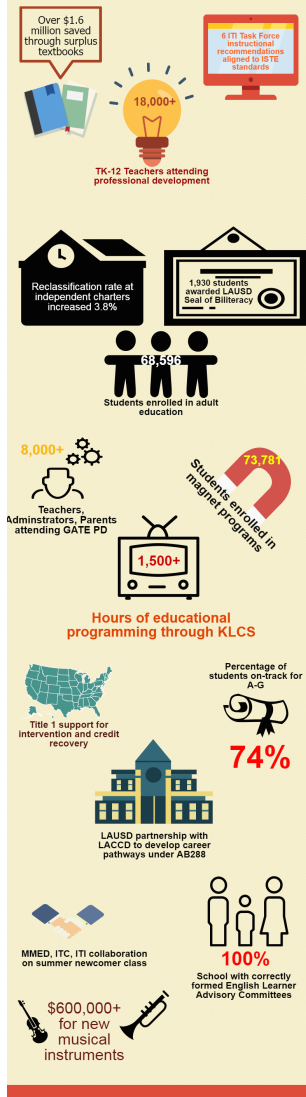 Over $1.6
million saved
through surplus
textbooks
6 ITI Task Force
instructional
recommendations
aligned to ISTE
standards
18,000+
TK-12 Teachers attending
professional development
Reclassification rate at
independent charters
increased 3.8%
1,930 students
awarded LAUSD
Seal of Biliteracy
68,596
Students enrolled in adult
education
8,000+
Teachers,
Adminstrators, Parents
attending GATE PD
73,781
Students enrolled in
magnet programs
1,500+
Hours of educational
programming through KLCS
Title 1 support for
intervention and credit
recovery
Percentage of
students on-track for
A-G
74%
LAUSD partnership with
LACCD to develop career
pathways under AB288
MMED, ITC, ITI collaboration
on summer newcomer class
100%
School with correctly
formed English Learner
Advisory Committees
$600,000+
for new
musical
instruments